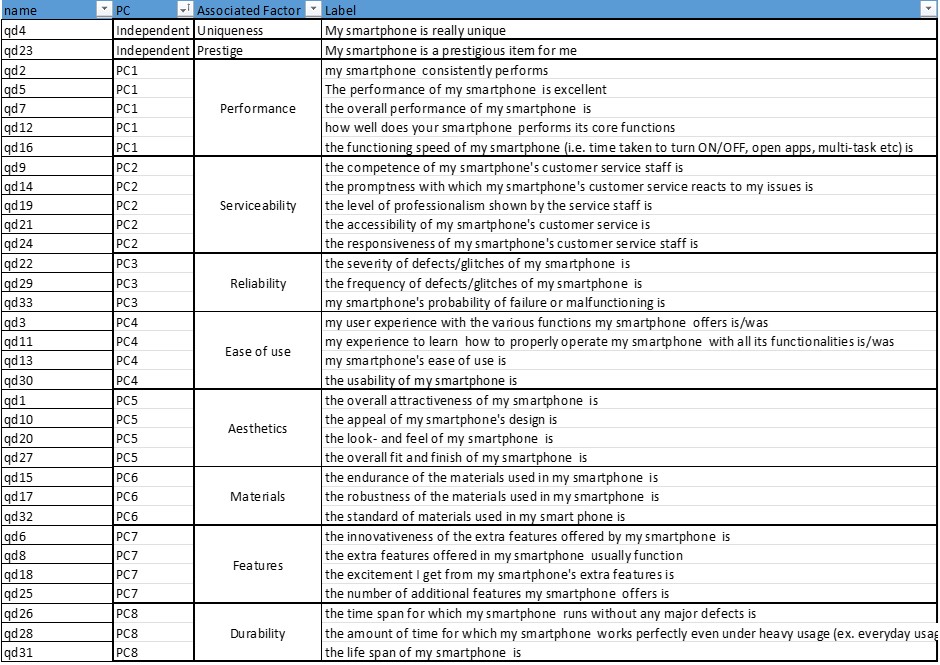 name PC Associated Factor Label
qd4 Independent Uniqueness My smartphone is really unique
qd23 Independent Prestige My smartphone is a prestigious item for me
qd2 PC1 my smartphone consistently performs
qd5 PC1 The performance of my smartphone is excellent
qd7 PC1 Performance the overall performance of my smartphone is
qd12 PC1 how well does your smartphone performs its core functions
qd16 PC1 the functioning speed of my smartphone (i.e. time taken to turn ON/OFF, open apps, multi-task etc) is
qd9 PC2 the competence of my smartphone's customer service staff is
qd14 PC2 the promptness with which my smartphone's customer service reacts to my issues is
qd19 PC2 Serviceability the level of professionalism shown by the service staff is
qd21 PC2 the accessibility of my smartphone's customer service is
qd24 PC2 the responsiveness of my smartphone's customer service staff is
qd22 PC3 the severity of defects/glitches of my smartphone is
qd29 PC3 Reliability the frequency of defects/glitches of my smartphone is
qd33 PC3 my smartphone's probability of failure or malfunctioning is
qd3 PC4 my user experience with the various functions my smartphone offers is/was
qd11 PC4 Ease of use my experience to learn how to properly operate my smartphone with all its functionalities is/was
qd13 PC4 my smartphone's ease of use is
qd30 PC4 the usability of my smartphone is
qd1 PC5 the overall attractiveness of my smartphone is
qd10 PC5 Aesthetics the appeal of my smartphone's design is
qd20 PC5 the look- and feel of my smartphone is
qd27 PC5 the overall fit and finish of my smartphone is
qd15 PC6 the endurance of the materials used in my smartphone is
qd17 PC6 Materials the robustness of the materials used in my smartphone is
qd32 PC6 the standard of materials used in my smart phone is
qd6 PC7 the innovativeness of the extra features offered by my smartphone is
qd8 PC7 Features the extra features offered in my smartphone usually function
qd18 PC7 the excitement I get from my smartphone's extra features is
qd25 PC7 the number of additional features my smartphone offers is
qd26 PC8 the time span for which my smartphone runs without any major defects is
qd28 PC8 Durability the amount of time for which my smartphone works perfectly even under heavy usage (ex. everyday usag
qd31 PC8 the life span of my smartphone is